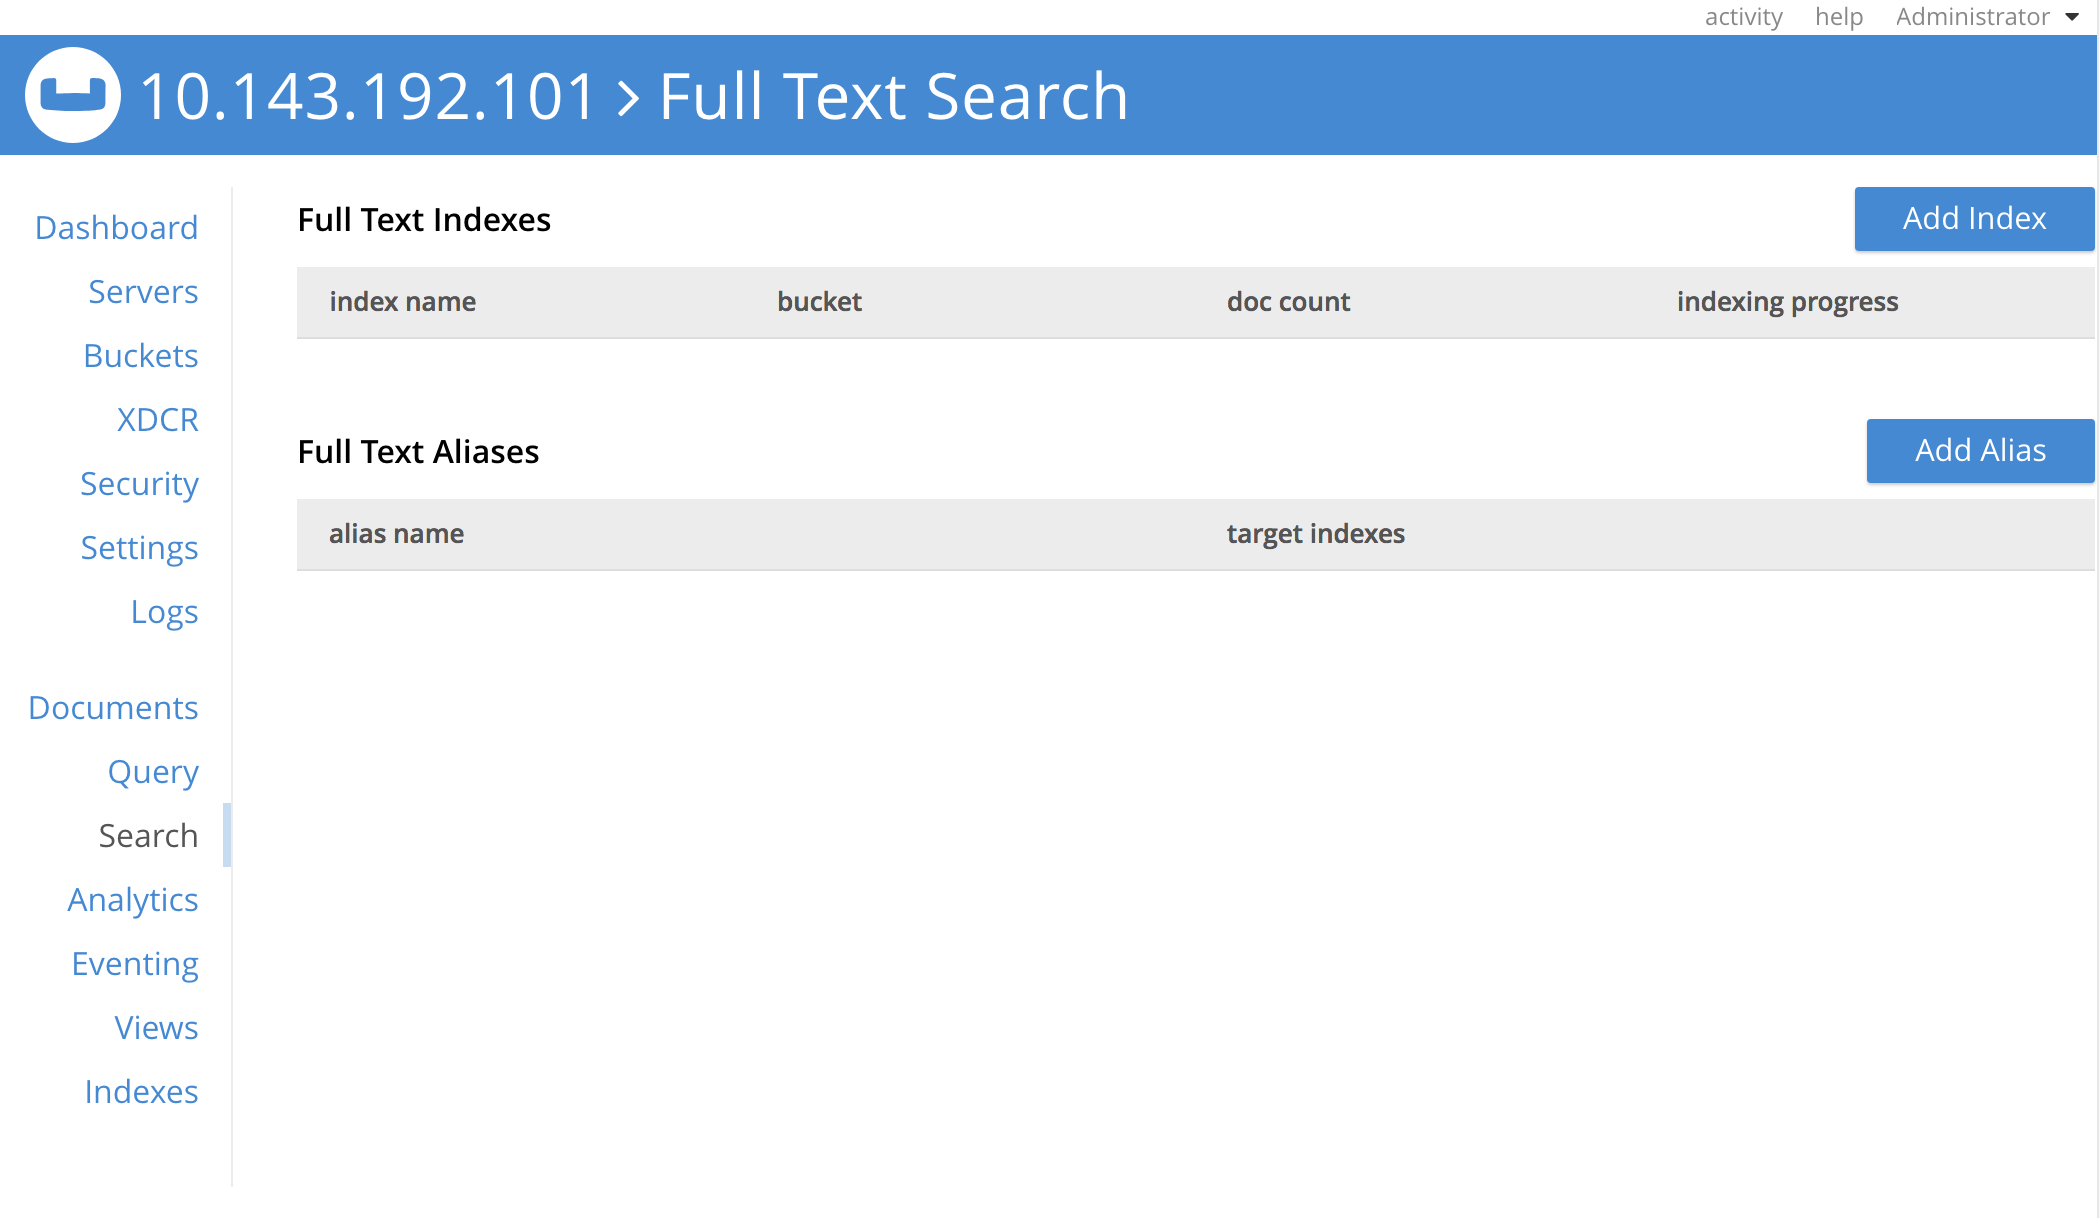 activity help Administrator
10.143.192.101 > Full Text Search
Dashboard
Servers
Buckets
XDCR
Security
Settings
Logs
Documents
Query
Search
Analytics
Eventing
Views
Indexes
Full Text Indexes
Add Index
index name bucket doc count indexing progress
Full Text Aliases
Add Alias
alias name target indexes